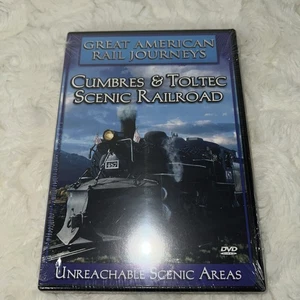 GREAT AMERICAN
RAIL JOURNEYS
CUMBRES & TOLTEC
SCENIC RAILROAD
DVD
UNREACHABLE SCENIC AREAS